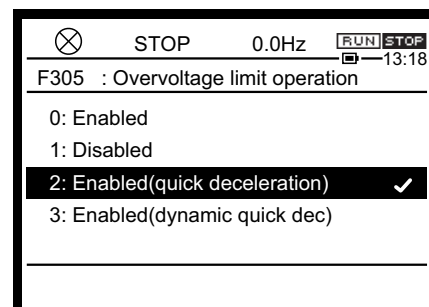 STOP 0.0Hz RUN STOP
13:18
F305 : Overvoltage limit operation
0: Enabled
1: Disabled
2: Enabled(quick deceleration)
3: Enabled(dynamic quick dec)